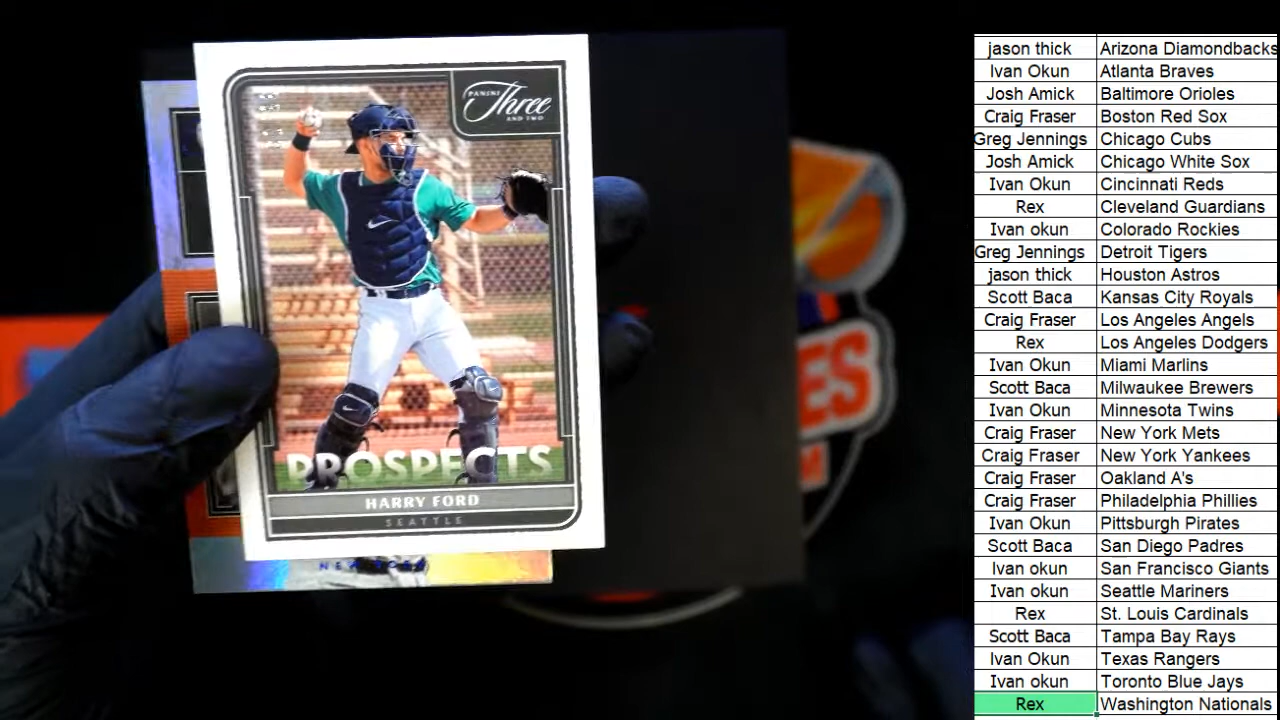 PANINI
Three
AND TWO
PROSPECTS
HARRY FORD
SEATTLE
NEW YORK
ES
jason thick Arizona Diamondbacks
Ivan Okun Atlanta Braves
Josh Amick Baltimore Orioles
Craig Fraser Boston Red Sox
Greg Jennings Chicago Cubs
Josh Amick Chicago White Sox
Ivan Okun Cincinnati Reds
Rex Cleveland Guardians
Ivan okun Colorado Rockies
Greg Jennings Detroit Tigers
jason thick Houston Astros
Scott Baca Kansas City Royals
Craig Fraser Los Angeles Angels
Rex Los Angeles Dodgers
Ivan Okun Miami Marlins
Scott Baca Milwaukee Brewers
Ivan Okun Minnesota Twins
Craig Fraser New York Mets
Craig Fraser New York Yankees
Craig Fraser Oakland A's
Craig Fraser Philadelphia Phillies
Ivan Okun Pittsburgh Pirates
Scott Baca San Diego Padres
Ivan okun San Francisco Giants
Ivan okun Seattle Mariners
Rex St. Louis Cardinals
Scott Baca Tampa Bay Rays
Ivan Okun Texas Rangers
Ivan okun Toronto Blue Jays
Rex Washington Nationals